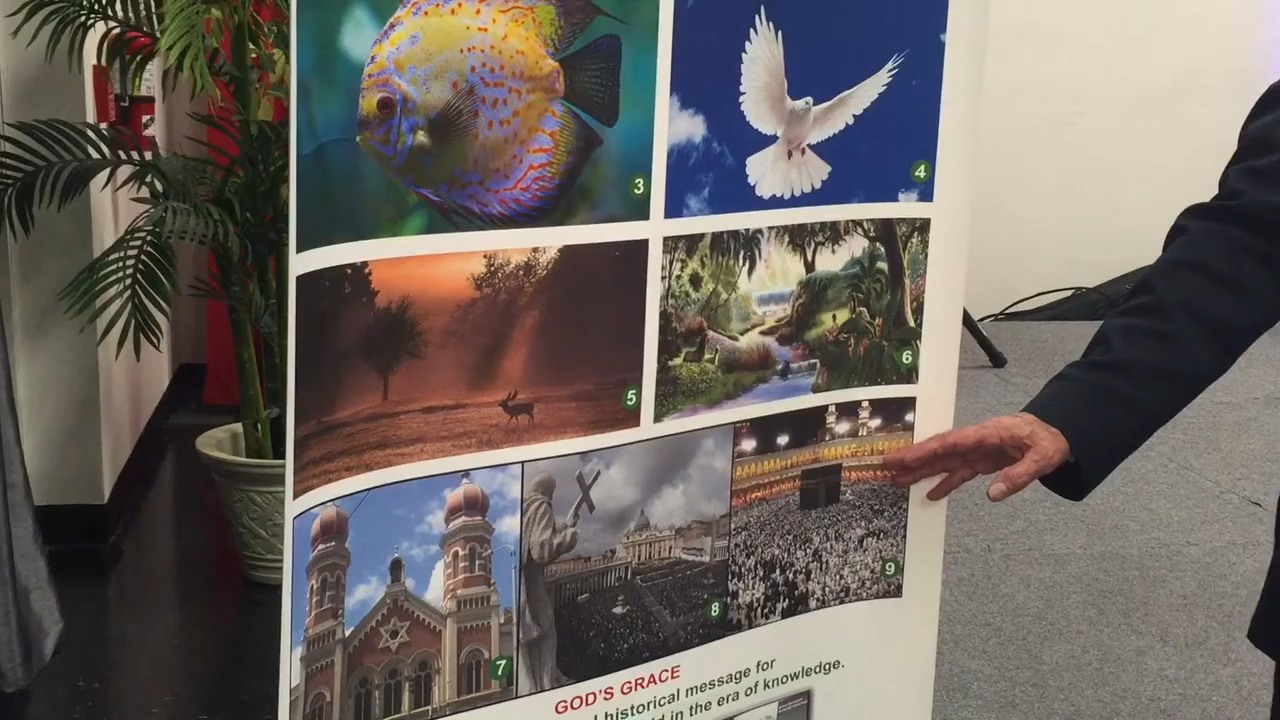 3
4
5
6
7
8
9
GOD'S GRACE
historical message for
in the era of knowledge.